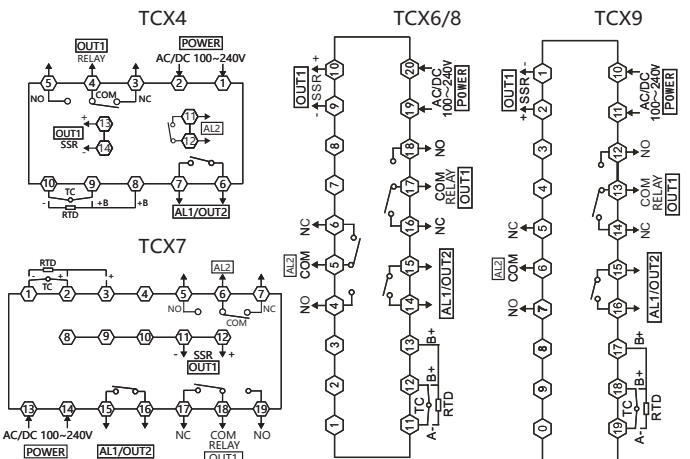 TCX4
OUT1
RELAY
POWER
AC/DC 100~240V
5 4 3 2 1
NO COM NC
OUT1
SSR
+ 13
- 14
11
12
AL2
10 9 8 7 6
TC
- +B +B
RTD
AL1/OUT2
TCX7
RTD
- + +
TC
1 2 3 4 5 6 7
AL2
NO COM NC
8 9 10 11 12
- SSR +
OUT1
13 14 15 16 17 18 19
AC/DC 100~240V
POWER
AL1/OUT2
NC COM NO
RELAY
OUT1
TCX6/8
OUT1
- SSR +
10
9
8
7
6
5
4
3
2
1
NC
COM
AL2
NO
20
19
18
17
16
15
14
13
12
11
AC/DC
100~240V
POWER
NO
COM
RELAY
OUT1
NC
AL1/OUT2
B+
B+
A-
TC
RTD
TCX9
OUT1
+ SSR -
1
2
3
4
5
6
7
8
9
0
NC
COM
AL2
NO
10
11
12
13
14
15
16
17
18
19
AC/DC
100~240V
POWER
NO
COM
RELAY
OUT1
NC
AL1/OUT2
B+
B+
A-
TC
RTD